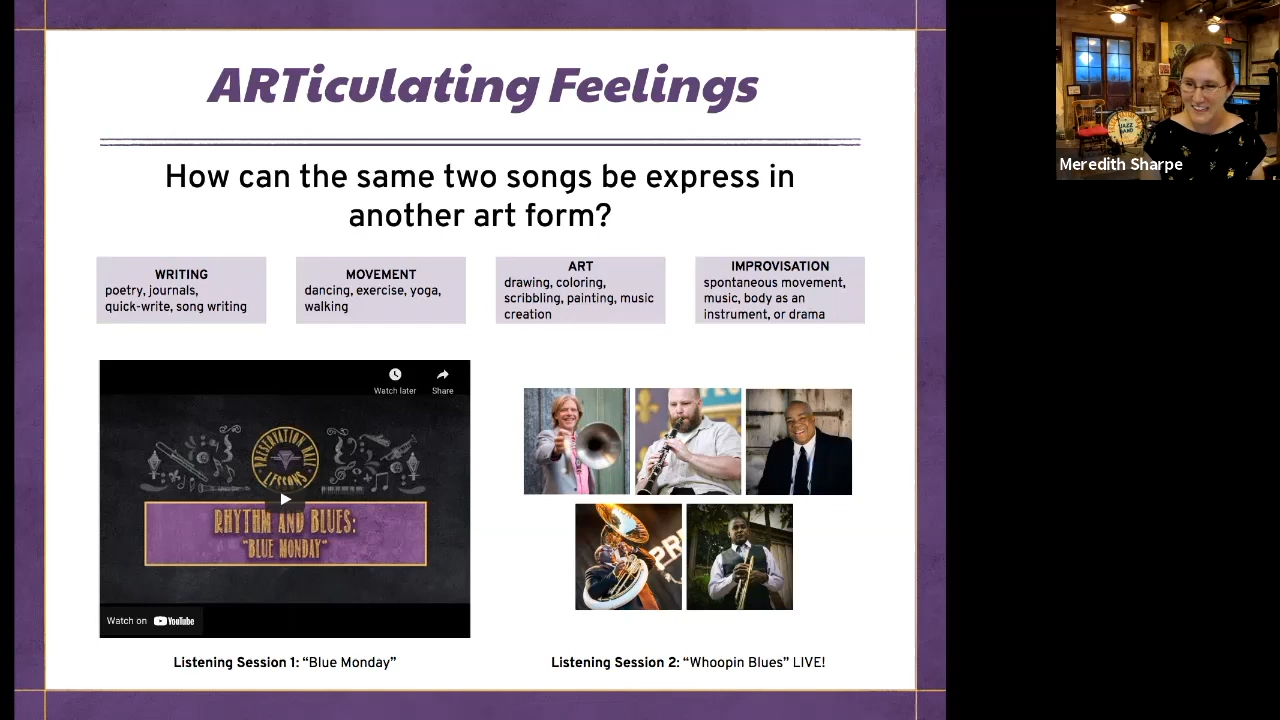 ARTiculating Feelings
How can the same two songs be express in
another art form?
WRITING
poetry, journals,
quick-write, song writing
MOVEMENT
dancing, exercise, yoga,
walking
ART
drawing, coloring,
scribbling, painting, music
creation
IMPROVISATION
spontaneous movement,
music, body as an
instrument, or drama
Watch later
Share
PRESERVATION HALL
LESSONS
RHYTHM AND BLUES:
"BLUE MONDAY"
Watch on YouTube
Listening Session 1: “Blue Monday”
Listening Session 2: “Whoopin Blues” LIVE!
JAZZ
BAND
Meredith Sharpe